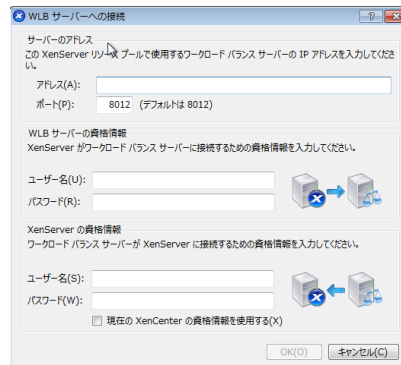 WLB サーバーへの接続
サーバーのアドレス
この XenServer リソース プールで使用するワークロード バランス サーバーの IP アドレスを入力してくださ
い。
アドレス(A):
ポート(P): 8012 (デフォルトは 8012)
WLB サーバーの資格情報
XenServer がワークロード バランス サーバーに接続するための資格情報を入力してください。
ユーザー名(U):
パスワード(R):
XenServer の資格情報
ワークロード バランス サーバーが XenServer に接続するための資格情報を入力してください。
ユーザー名(S):
パスワード(W):
現在の XenCenter の資格情報を使用する(X)
OK(O) キャンセル(C)